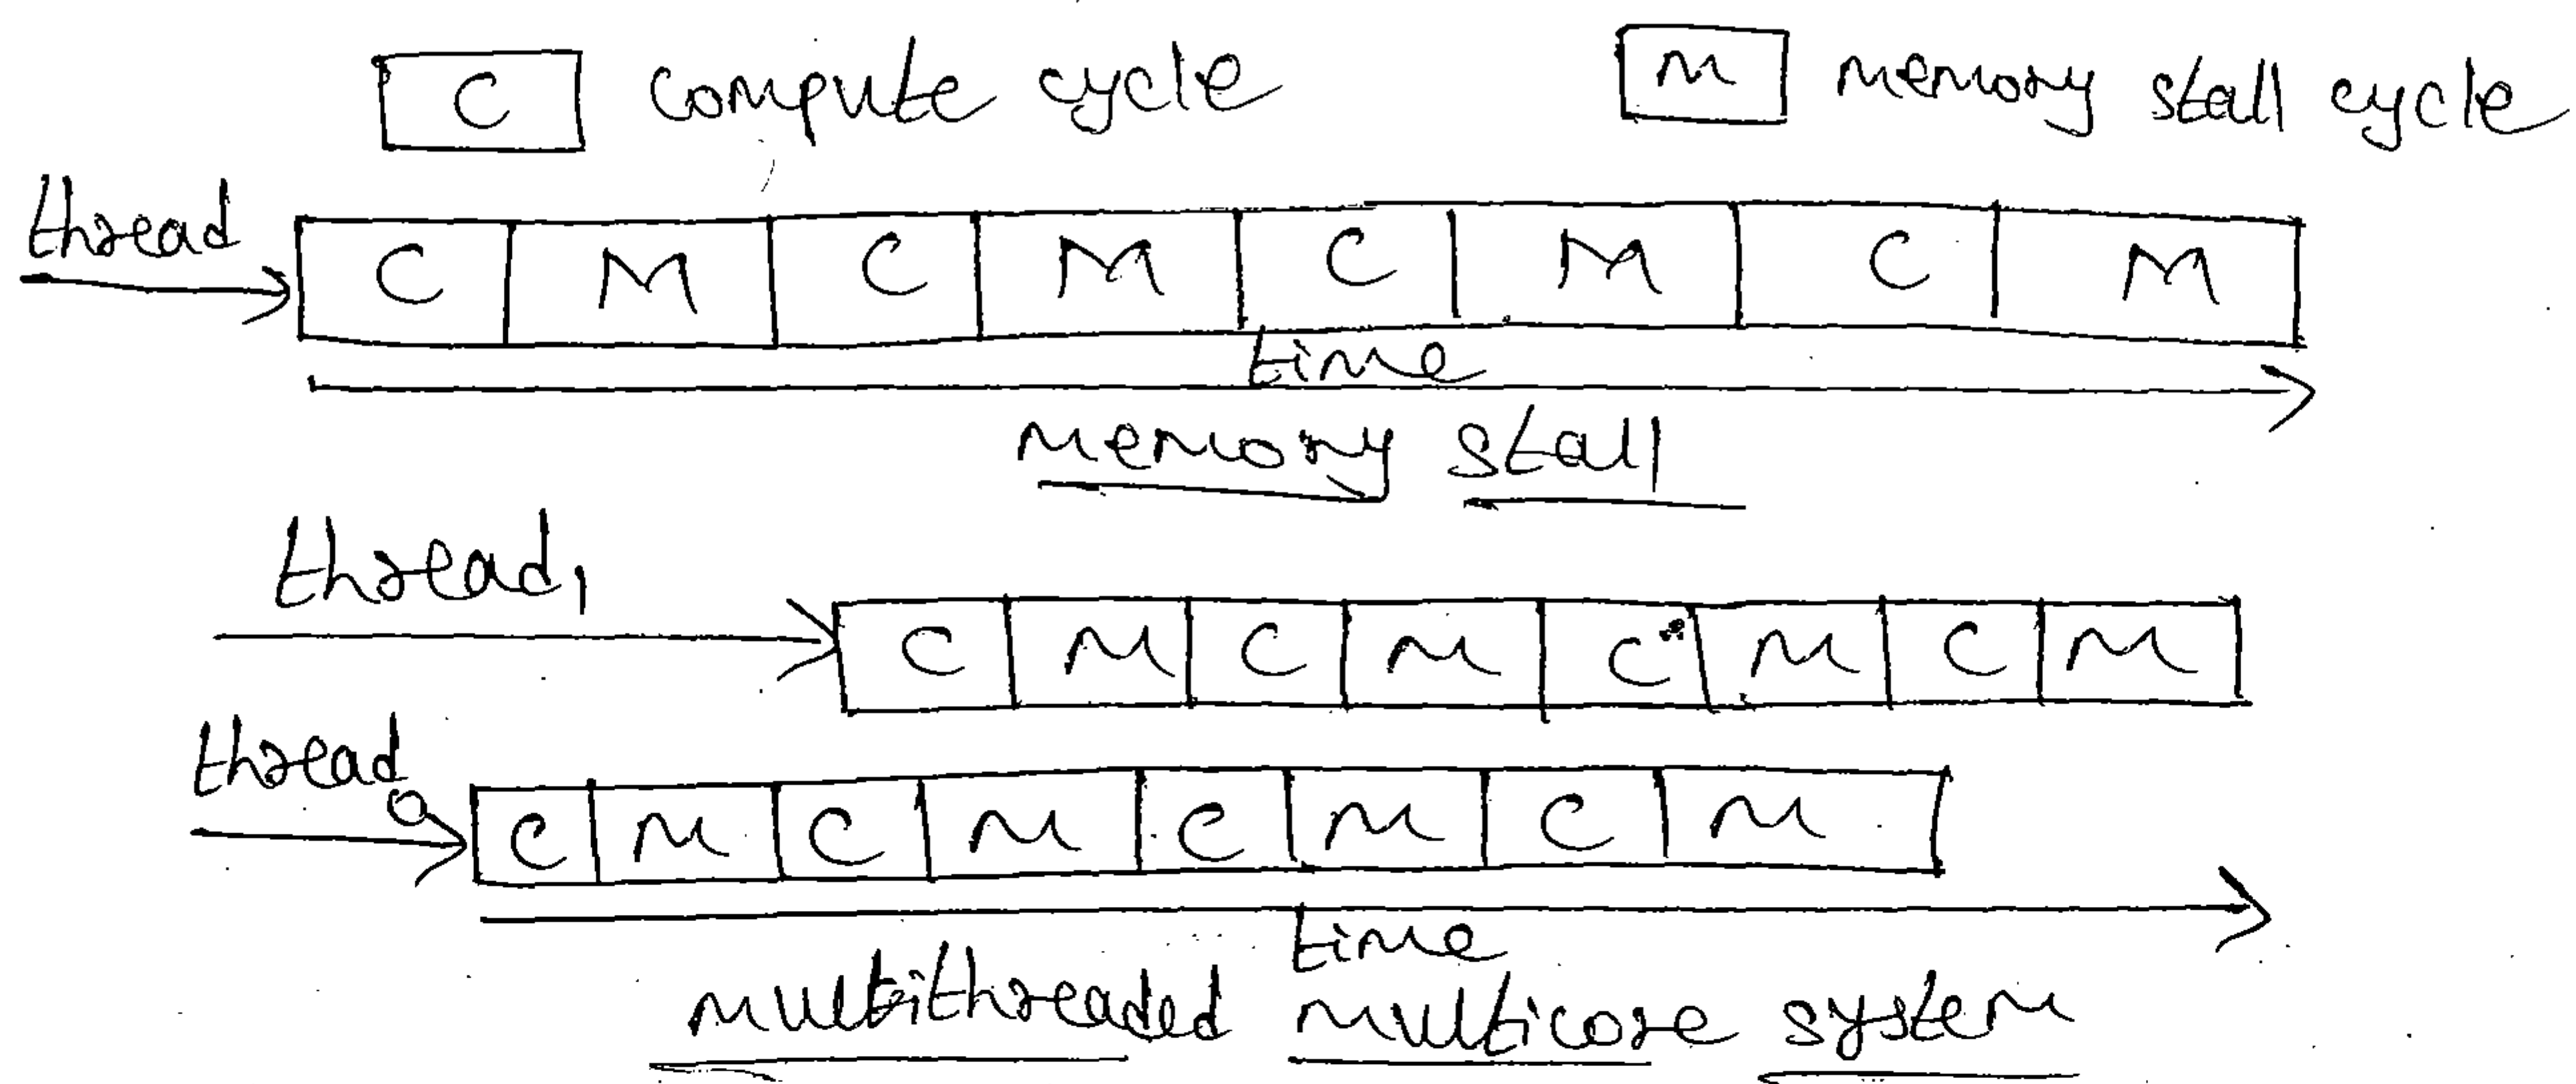 C compute cycle M memory stall cycle
thread
C M C M C M C M
time
memory stall
thread1
C M C M C M C M
thread0
C M C M C M C M
time
multithreaded multicore system